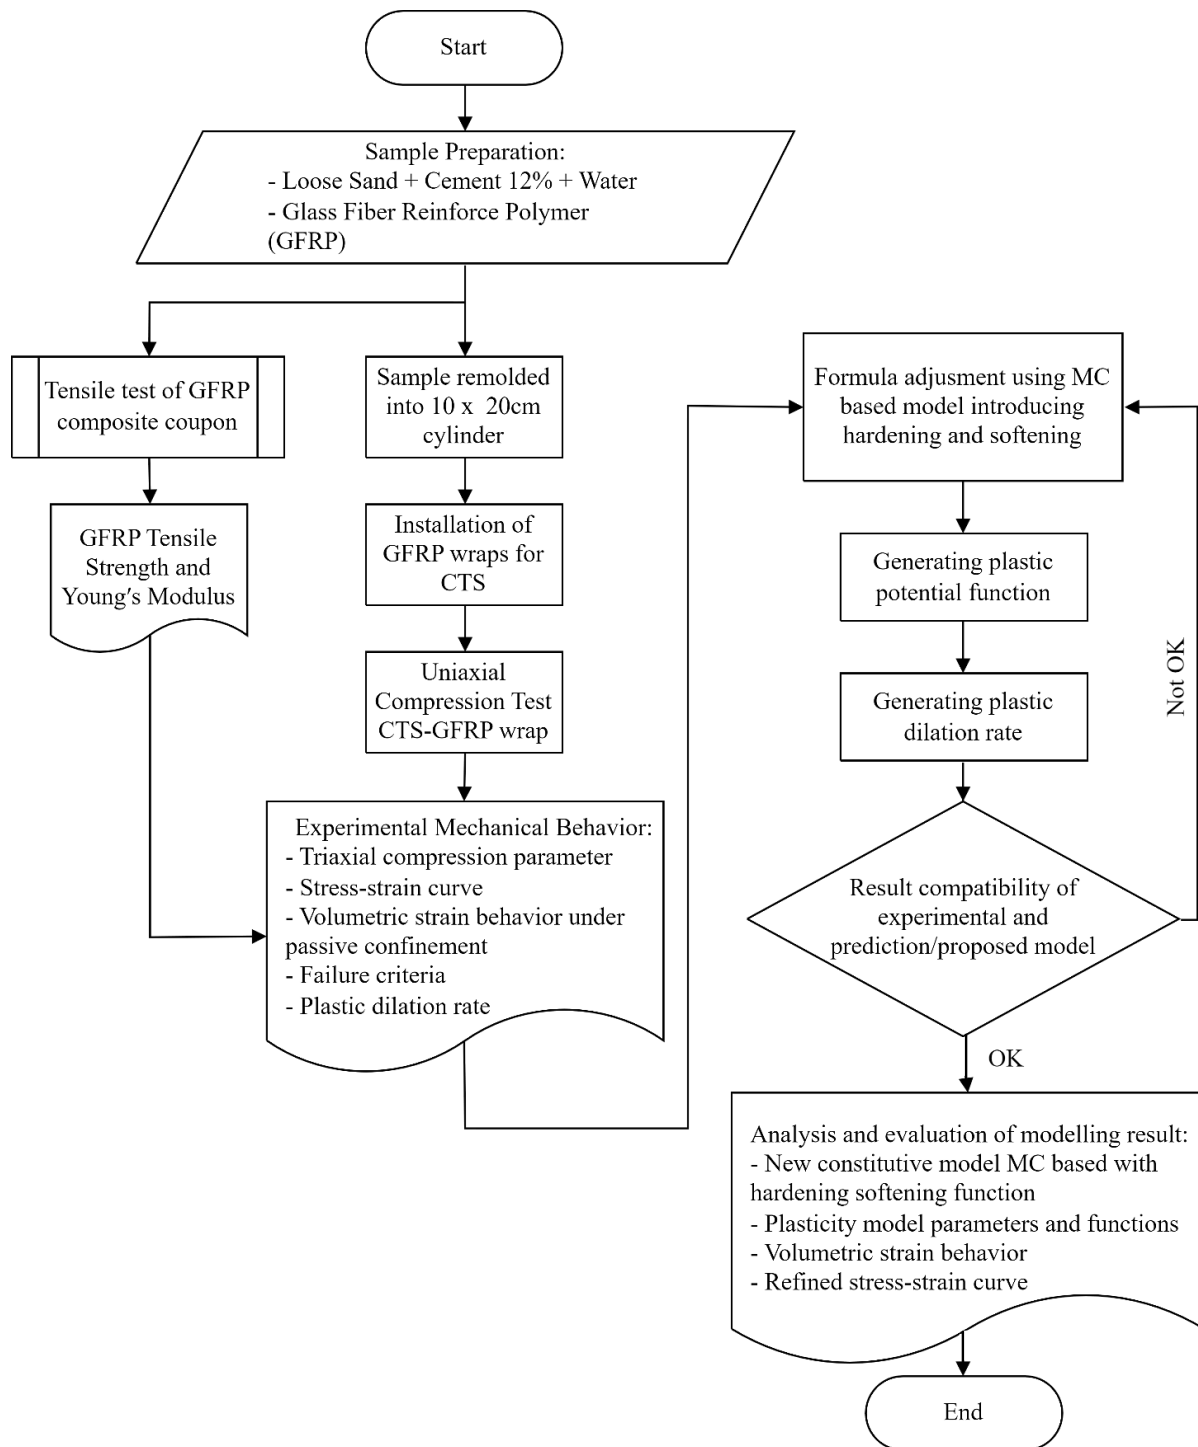 Start
Sample Preparation:
- Loose Sand + Cement 12% + Water
- Glass Fiber Reinforce Polymer
(GFRP)
Tensile test of GFRP
composite coupon
GFRP Tensile
Strength and
Young's Modulus
Sample remolded
into 10 x 20cm
cylinder
Installation of
GFRP wraps for
CTS
Uniaxial
Compression Test
CTS-GFRP wrap
Experimental Mechanical Behavior:
- Triaxial compression parameter
- Stress-strain curve
- Volumetric strain behavior under
passive confinement
- Failure criteria
- Plastic dilation rate
Formula adjusment using MC
based model introducing
hardening and softening
Generating plastic
potential function
Generating plastic
dilation rate
Result compatibility of
experimental and
prediction/proposed model
Not OK
OK
Analysis and evaluation of modelling result:
- New constitutive model MC based with
hardening softening function
- Plasticity model parameters and functions
- Volumetric strain behavior
- Refined stress-strain curve
End